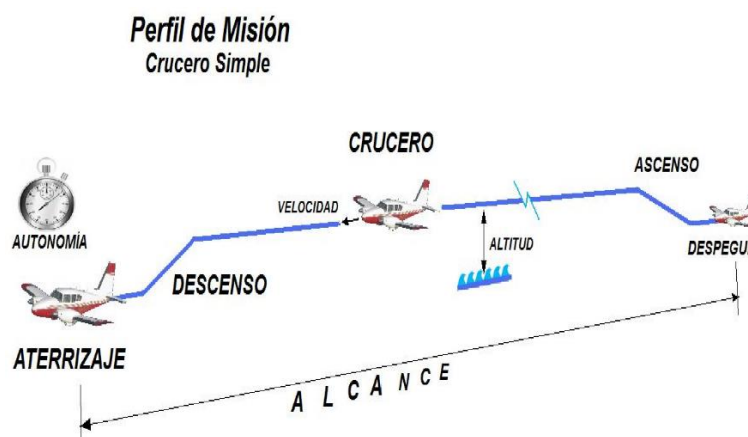 Perfil de Misión
Crucero Simple
CRUCERO
ASCENSO
VELOCIDAD
AUTONOMÍA
ALTITUD
DESPEGU
DESCENSO
ATERRIZAJE
ALCANCE